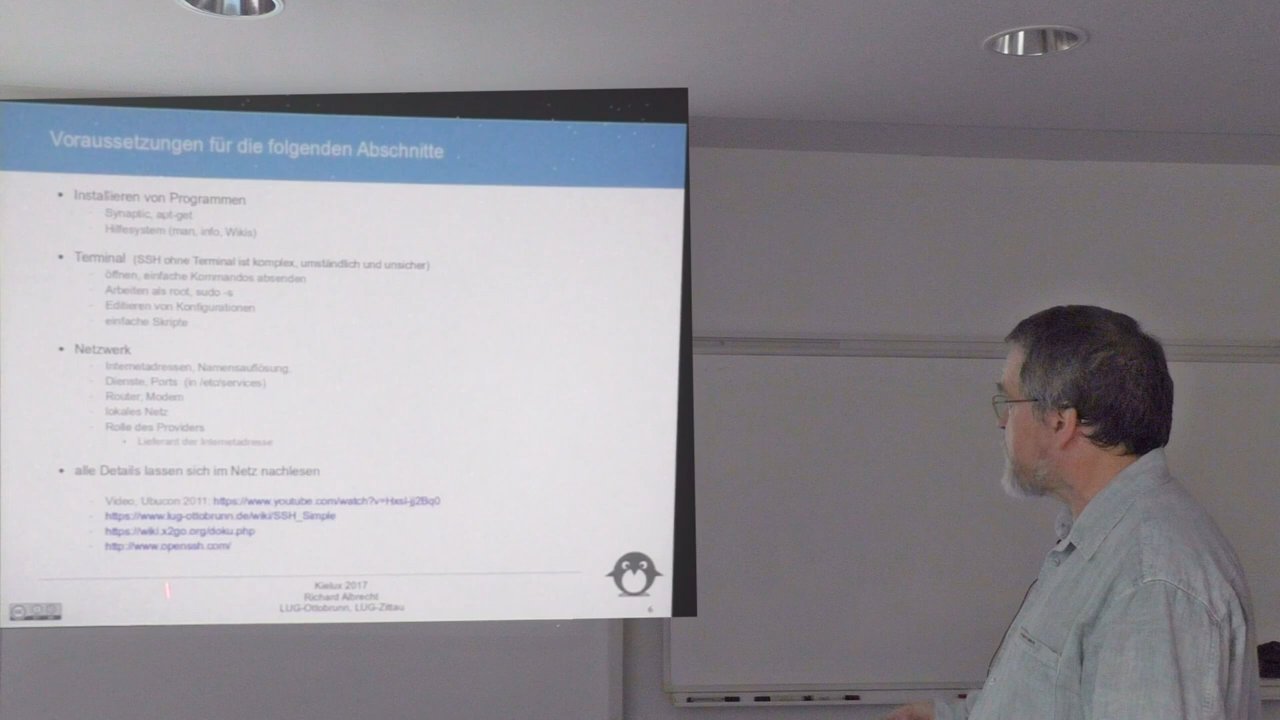 Voraussetzungen für die folgenden Abschnitte
• Installieren von Programmen
- Synaptic, apt-get
- Hilfesystem (man, info, Wikis)
• Terminal (SSH ohne Terminal ist komplex, umständlich und unsicher)
- öffnen, einfache Kommandos absenden
- Arbeiten als root, sudo -s
- Editieren von Konfigurationen
- einfache Skripte
• Netzwerk
- Internetadressen, Namensauflösung,
- Dienste, Ports (in /etc/services)
- Router, Modem
- lokales Netz
- Rolle des Providers
• Lieferant der Internetadresse
• alle Details lassen sich im Netz nachlesen
- Video, Ubucon 2011: https://www.youtube.com/watch?v=HxsI-jj2Bq0
- https://www.lug-ottobrunn.de/wiki/SSH_Simple
- https://wiki.x2go.org/doku.php
- http://www.openssh.com/
Kielux 2017
Richard Albrecht
LUG-Ottobrunn, LUG-Zittau
6